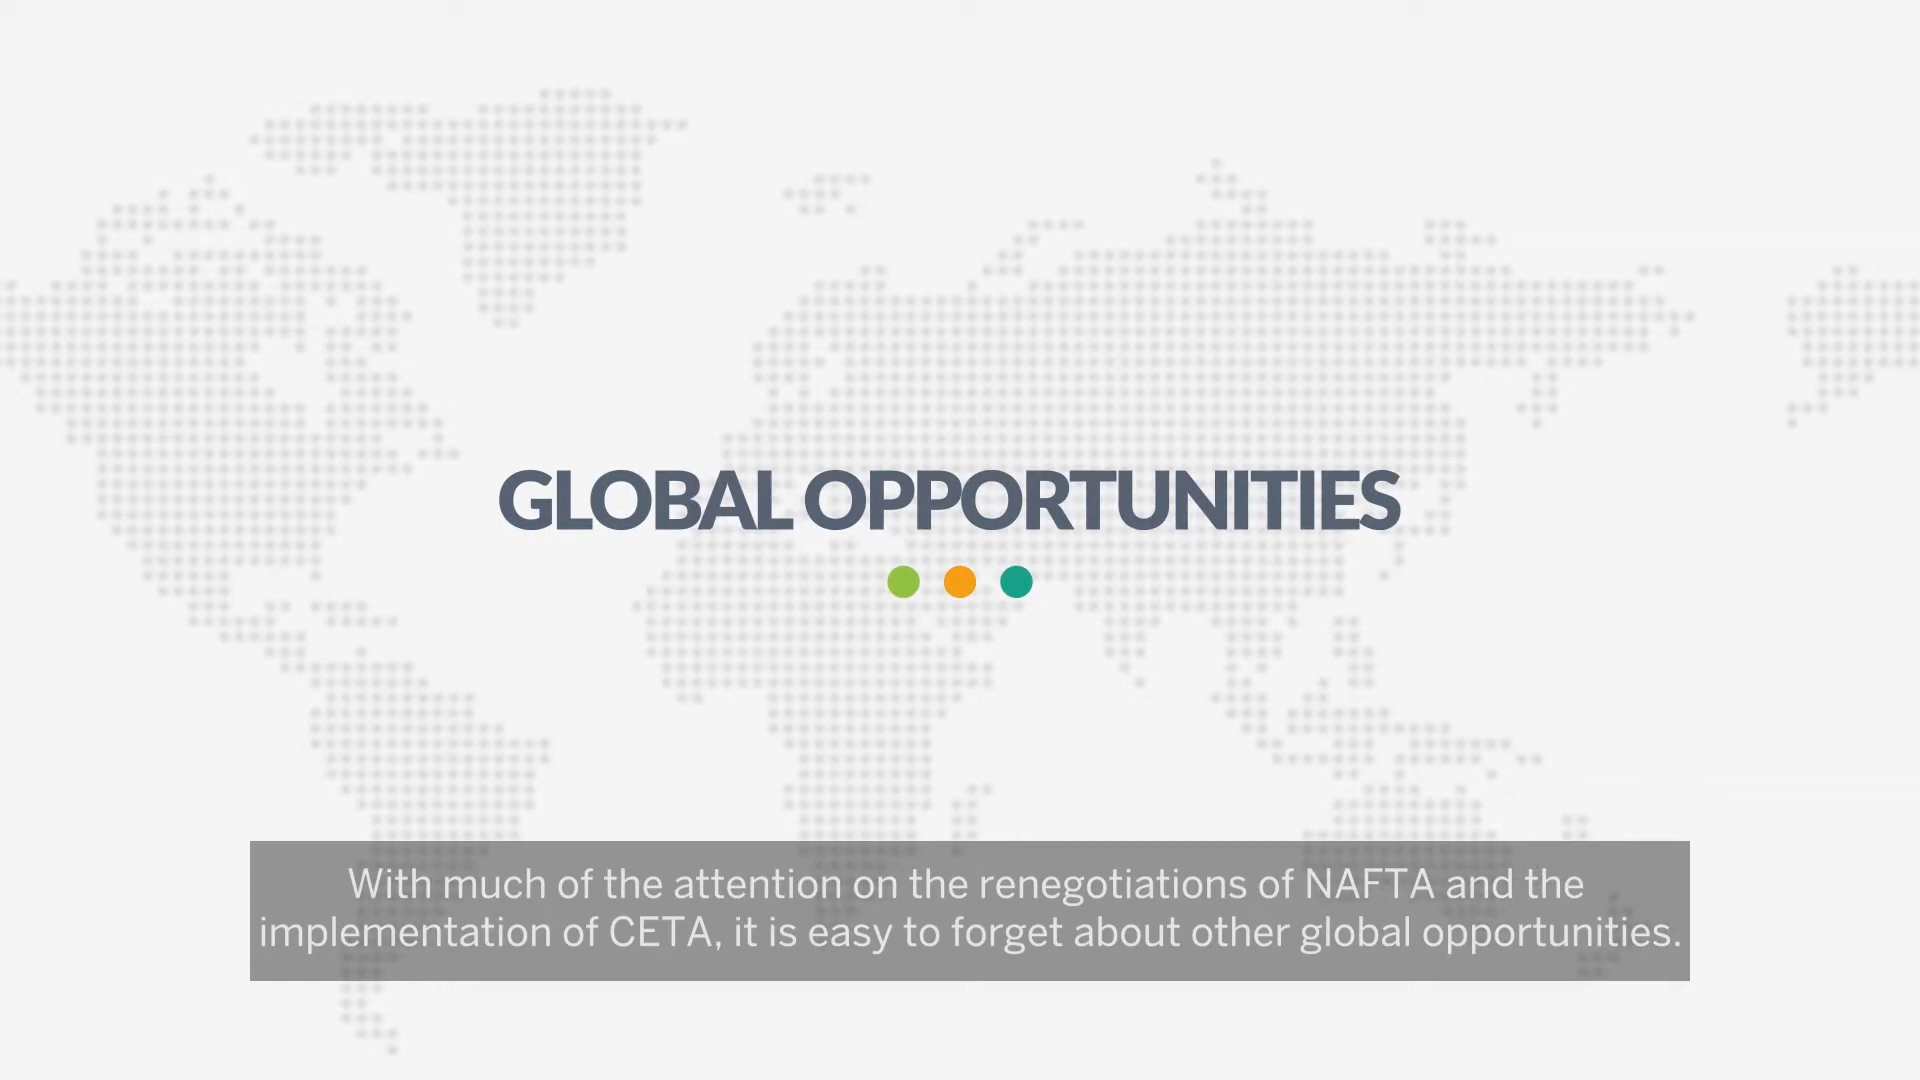 GLOBAL OPPORTUNITIES
With much of the attention on the renegotiations of NAFTA and the
implementation of CETA, it is easy to forget about other global opportunities.